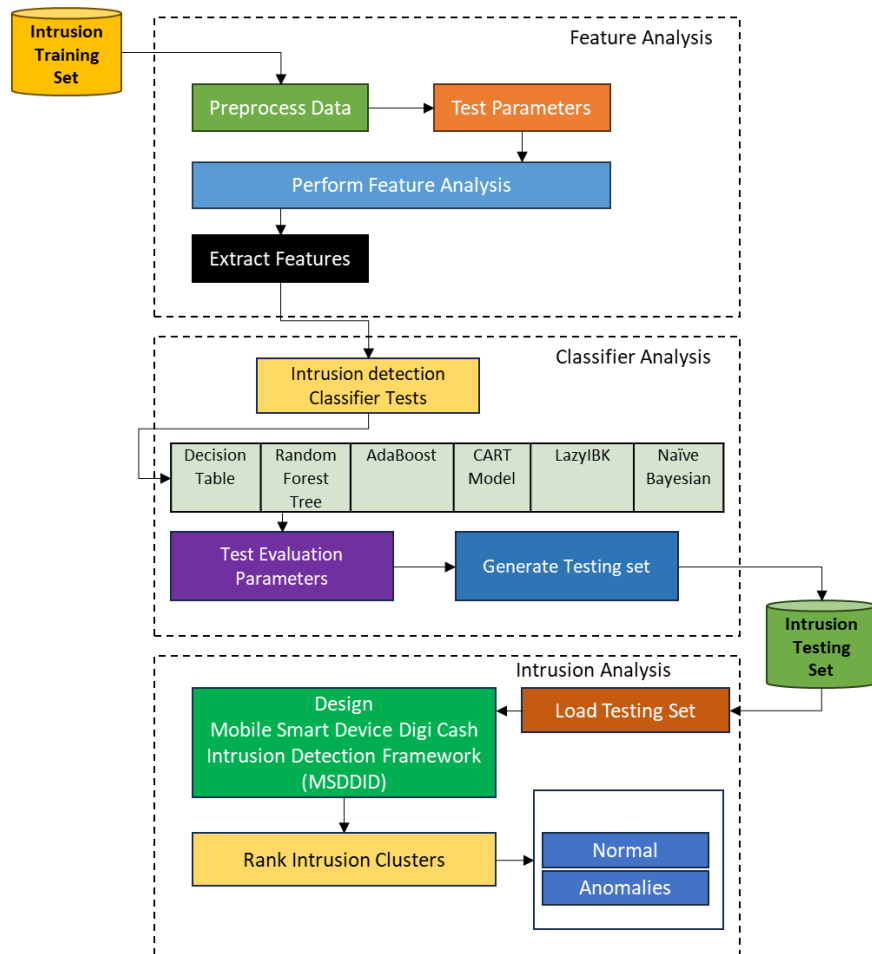 Intrusion
Training
Set
Feature Analysis
Preprocess Data
Test Parameters
Perform Feature Analysis
Extract Features
Classifier Analysis
Intrusion detection
Classifier Tests
Decision
Table
Random
Forest
Tree
AdaBoost
CART
Model
LazyIBK
Naïve
Bayesian
Test Evaluation
Parameters
Generate Testing set
Intrusion
Testing
Set
Intrusion Analysis
Load Testing Set
Design
Mobile Smart Device Digi Cash
Intrusion Detection Framework
(MSDDID)
Rank Intrusion Clusters
Normal
Anomalies